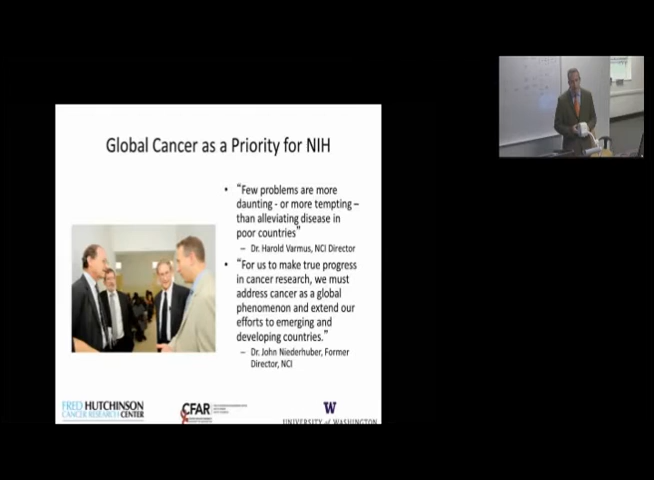 Global Cancer as a Priority for NIH
• “Few problems are more
daunting - or more tempting –
than alleviating disease in
poor countries”
– Dr. Harold Varmus, NCI Director
• “For us to make true progress
in cancer research, we must
address cancer as a global
phenomenon and extend our
efforts to emerging and
developing countries.”
– Dr. John Niederhuber, Former
Director, NCI
FRED HUTCHINSON
CANCER RESEARCH CENTER
CFAR
W
UNIVERSITY of WASHINGTON